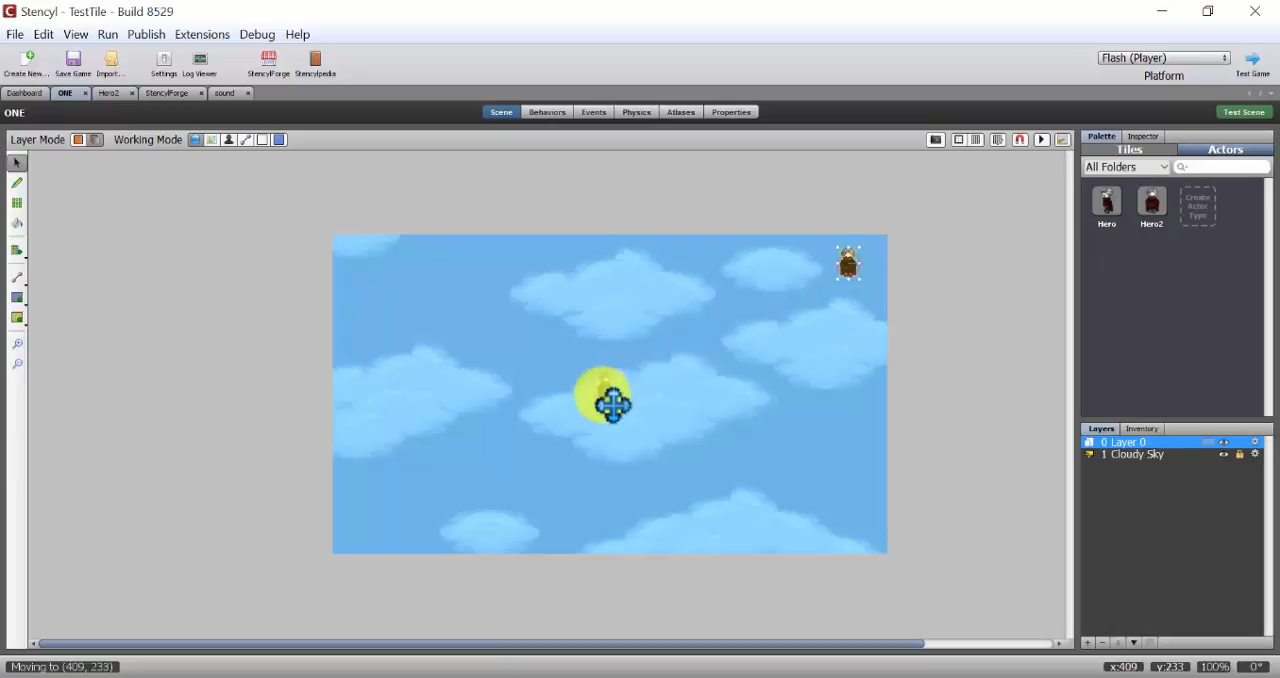 Stencyl - TestTile - Build 8529
File Edit View Run Publish Extensions Debug Help
Create New... Save Game Import... Settings Log Viewer StencylForge Stencylpedia
Flash (Player)
Platform
Test Game
Dashboard ONE × Hero2 × StencylForge × sound ×
ONE
Scene Behaviors Events Physics Atlases Properties
Test Scene
Layer Mode Working Mode
Palette Inspector
Tiles Actors
All Folders
Hero Hero2 Create Actor Type
Layers Inventory
0 Layer 0
1 Cloudy Sky
Moving to (409, 233)
x:409 y:233 100% 0°